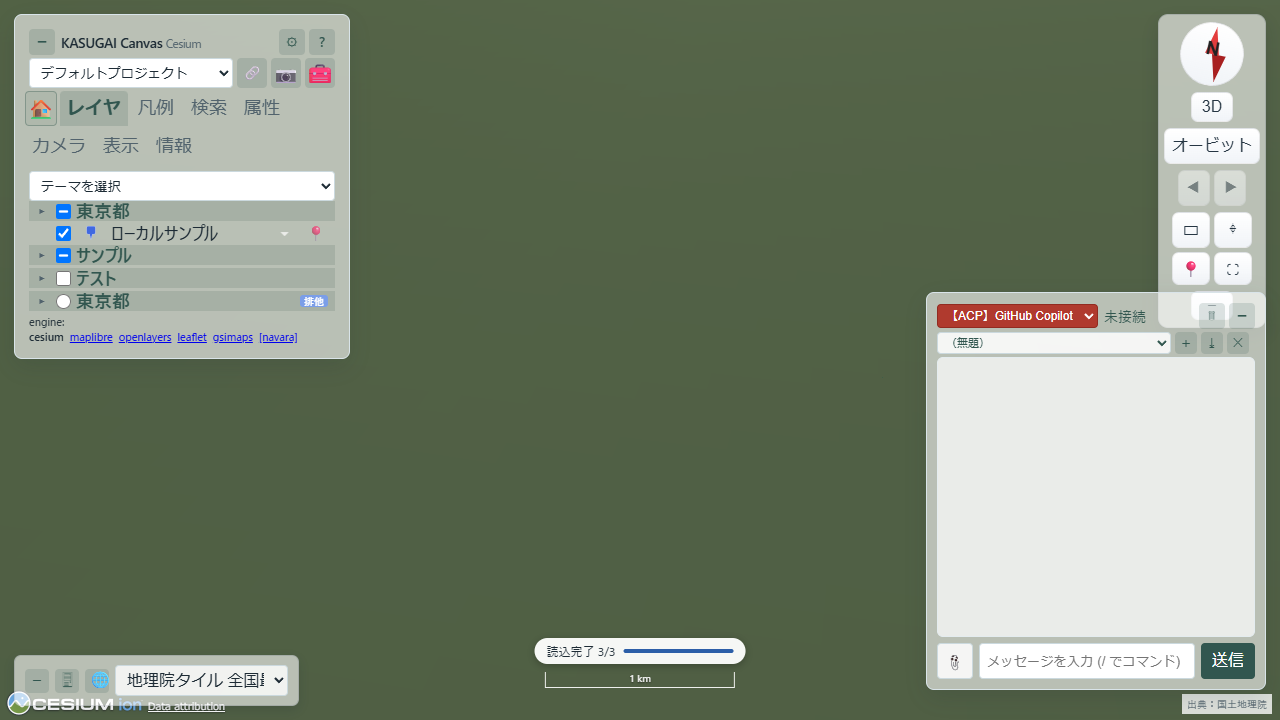 KASUGAI Canvas Cesium
?
デフォルトプロジェクト
レイヤ 凡例 検索 属性
カメラ 表示 情報
テーマを選択
東京都
ローカルサンプル
サンプル
テスト
東京都 排他
engine:
cesium maplibre openlayers leaflet gsimaps [navara]
N
3D
オービット
【ACP】GitHub Copilot 未接続
（無題）
メッセージを入力 (/ でコマンド) 送信
読込完了 3/3
1 km
地理院タイル 全国
CESIUM ion Data attribution
出典：国土地理院